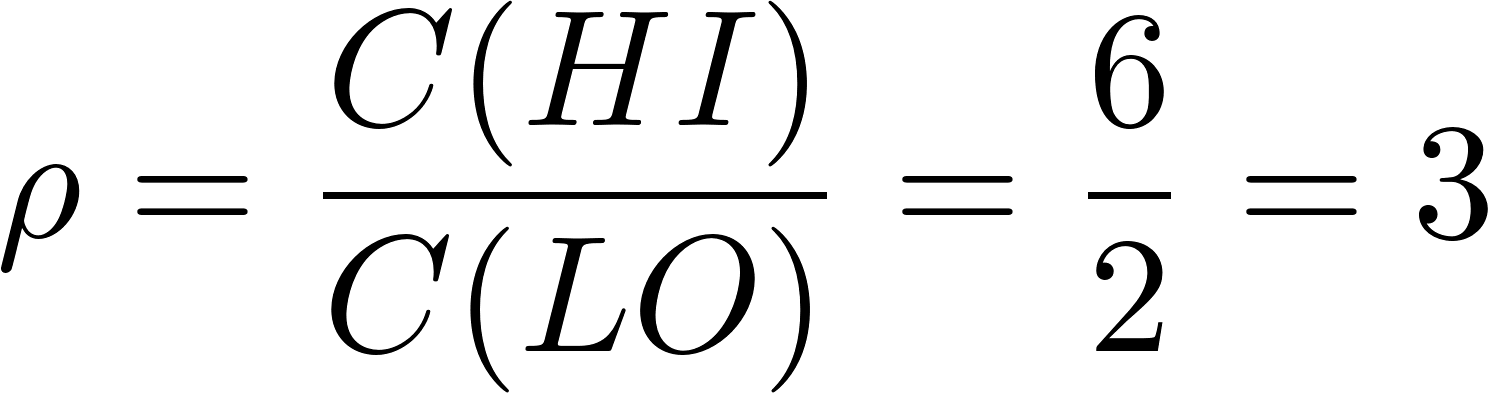 ρ = C(HI) / C(LO) = 6 / 2 = 3